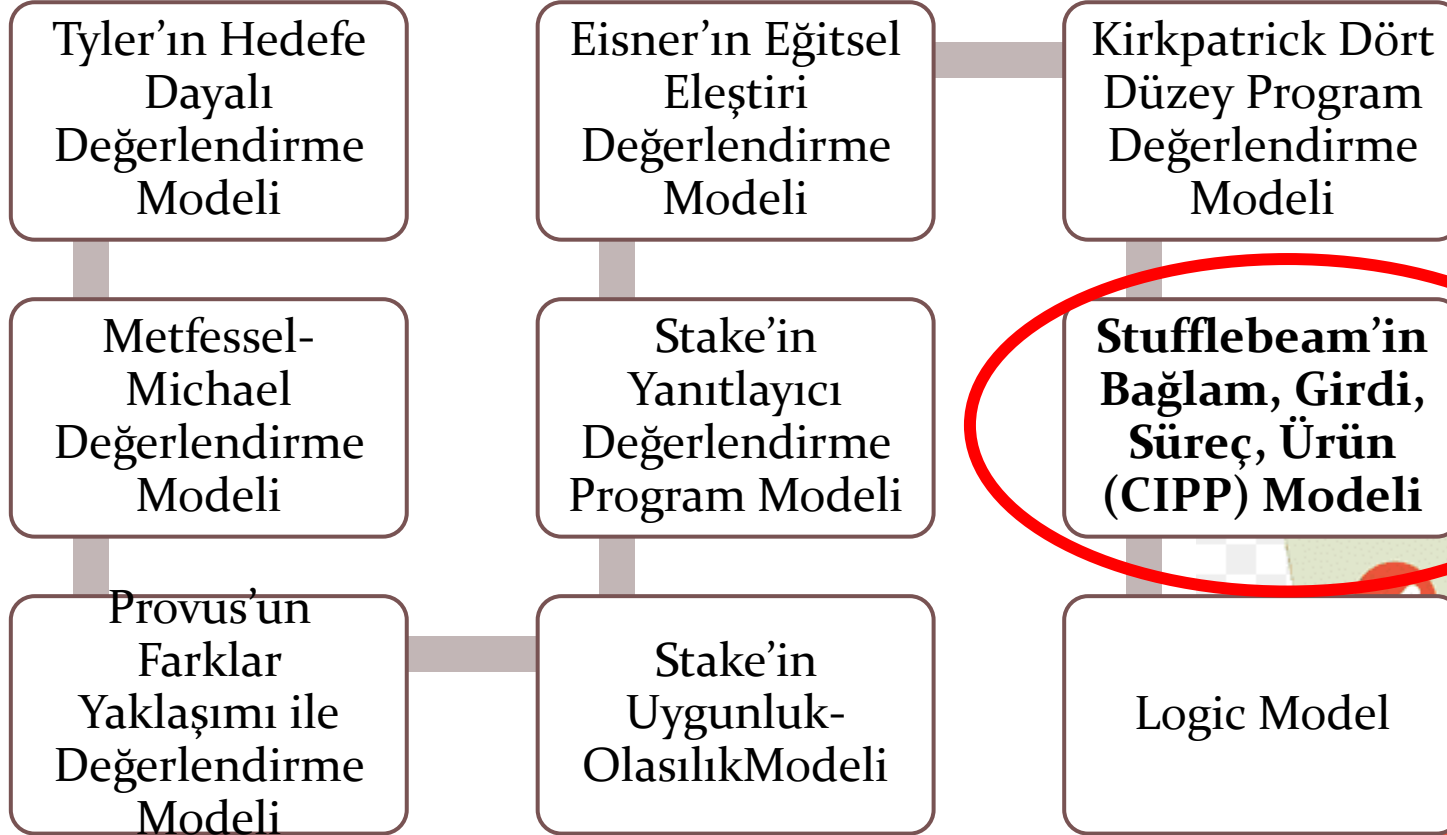 Tyler’ın Hedefe
Dayalı
Değerlendirme
Modeli
Metfessel-
Michael
Değerlendirme
Modeli
Provus’un
Farklar
Yaklaşımı ile
Değerlendirme
Modeli
Stake’in
Uygunluk-
OlasılıkModeli
Stake’in
Yanıtlayıcı
Değerlendirme
Program Modeli
Eisner’ın Eğitsel
Eleştiri
Değerlendirme
Modeli
Kirkpatrick Dört
Düzey Program
Değerlendirme
Modeli
Stufflebeam’in
Bağlam, Girdi,
Süreç, Ürün
(CIPP) Modeli
Logic Model